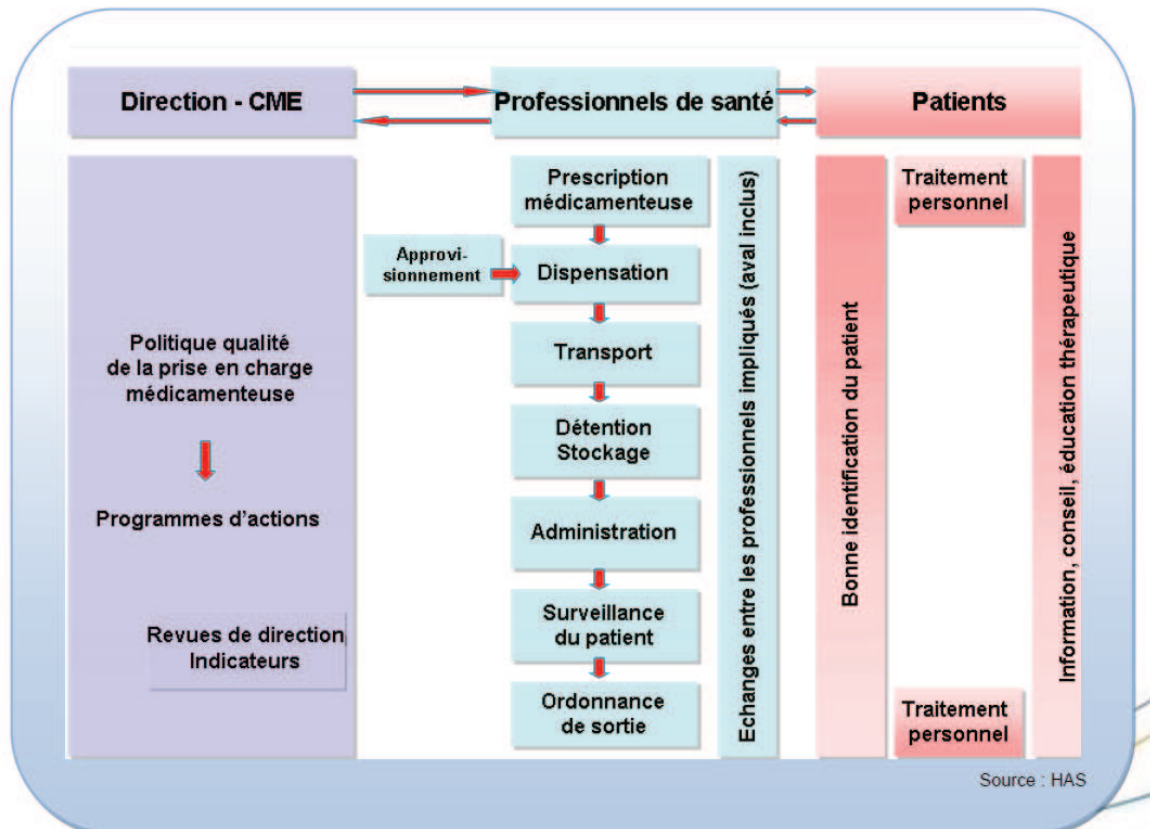 Direction - CME
Professionnels de santé
Patients
Politique qualité
de la prise en charge
médicamenteuse
Programmes d'actions
Revues de direction
Indicateurs
Approvi-
sionnement
Prescription
médicamenteuse
Dispensation
Transport
Détention
Stockage
Administration
Surveillance
du patient
Ordonnance
de sortie
Echanges entre les professionnels impliqués (aval inclus)
Bonne identification du patient
Traitement
personnel
Traitement
personnel
Information, conseil, éducation thérapeutique
Source : HAS